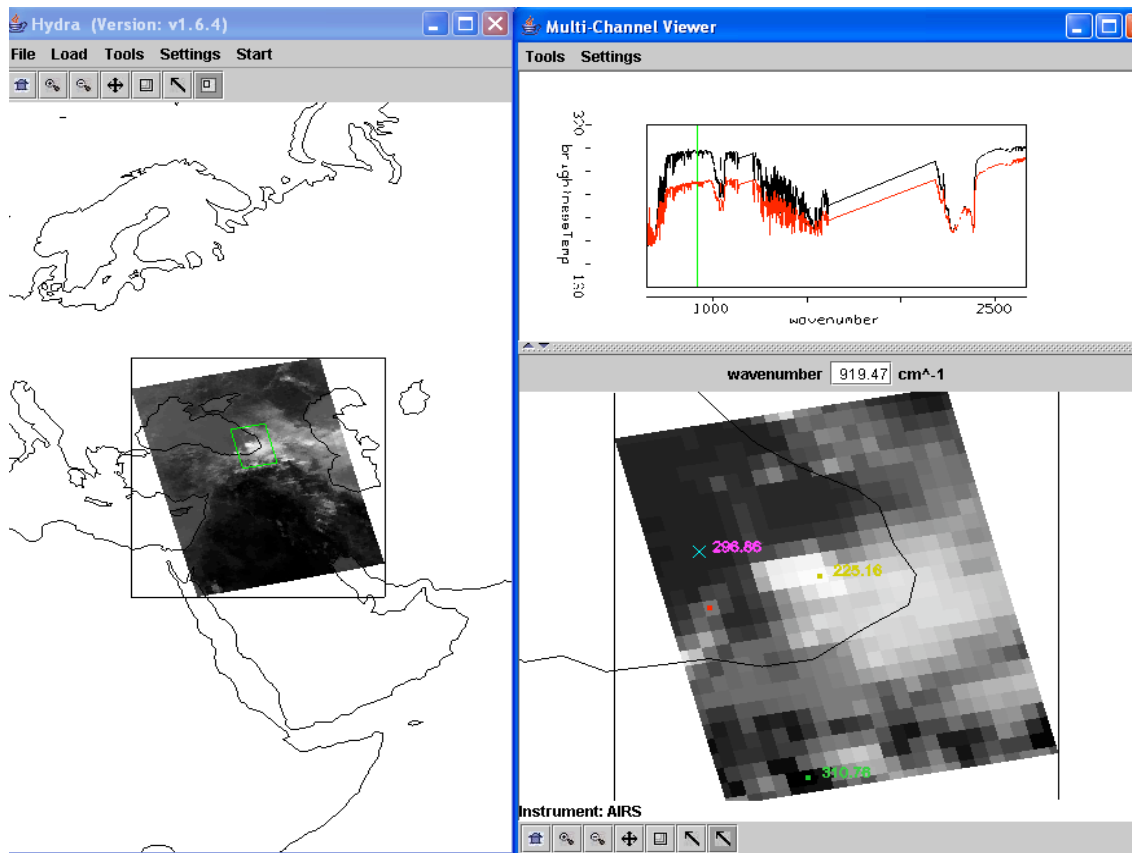 Hydra (Version: v1.6.4)
File Load Tools Settings Start
Multi-Channel Viewer
Tools Settings
320
brightnessTemp
180
1000
2500
wavenumber
wavenumber 919.47 cm^-1
296.86
225.16
310.76
Instrument: AIRS